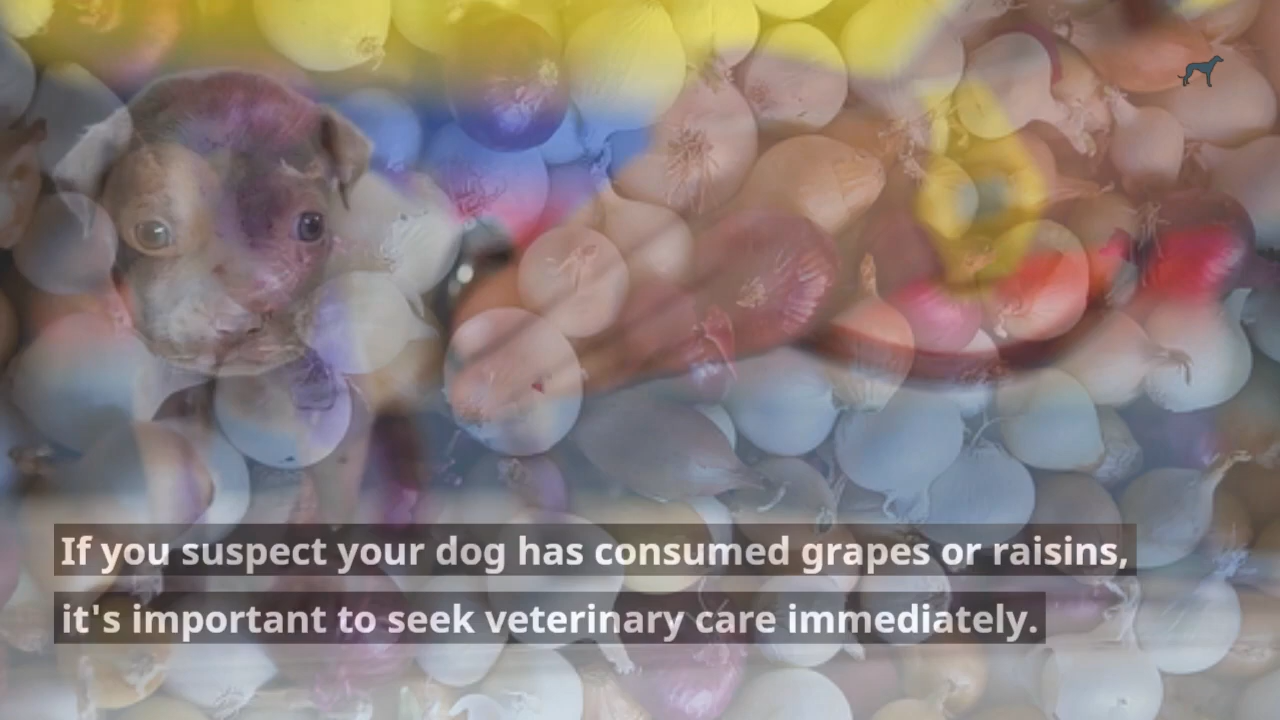 If you suspect your dog has consumed grapes or raisins,
it's important to seek veterinary care immediately.